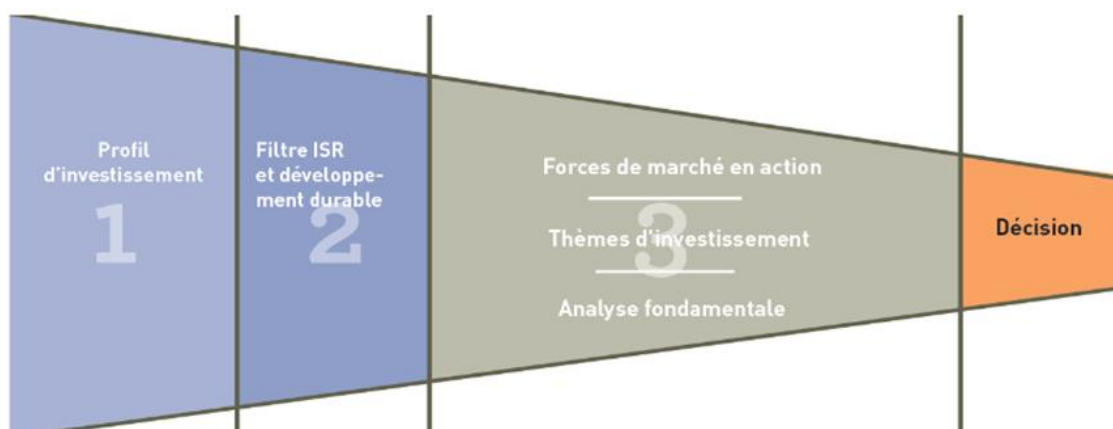 Profil
d'investissement
1
Filtre ISR
et développe-
ment durable
2
Forces de marché en action
Thèmes d'investissement
3
Analyse fondamentale
Décision